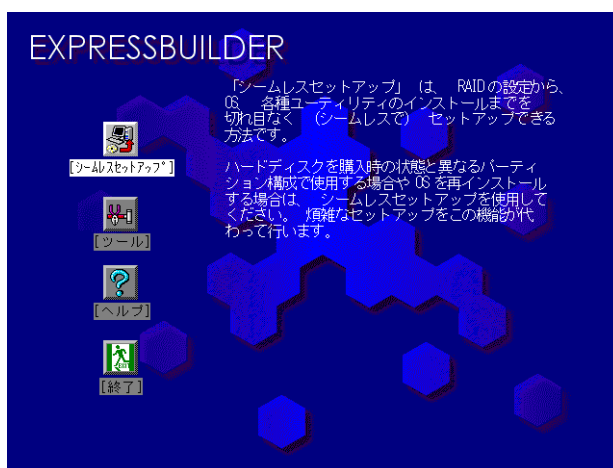 EXPRESSBUILDER
「シームレスセットアップ」 は、 RAIDの設定から、
OS、 各種ユーティリティのインストールまでを
切れ目なく (シームレスで) セットアップできる
方法です。
ハードディスクを購入時の状態と異なるパーティ
ション構成で使用する場合や OS を再インストール
する場合は、 シームレスセットアップを使用して
ください。 煩雑なセットアップをこの機能が代
わって行います。
[シームレスセットアップ]
[ツール]
[ヘルプ]
[終了]